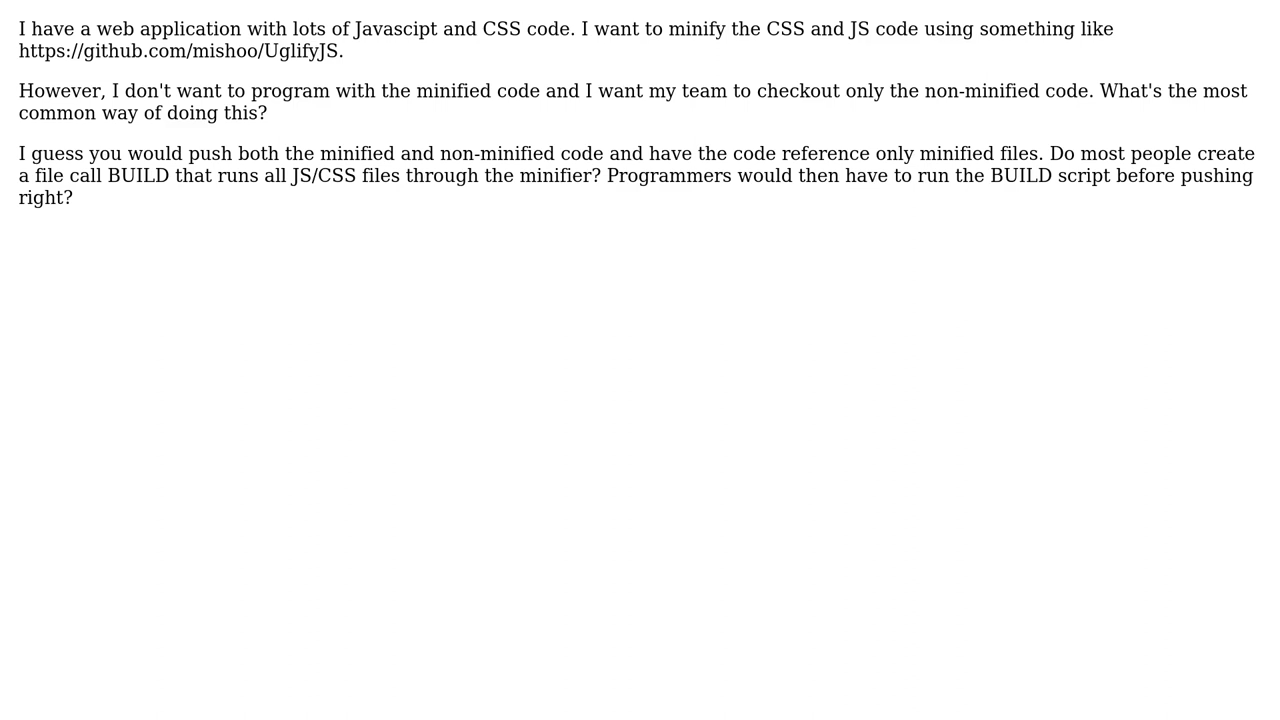 I have a web application with lots of Javascipt and CSS code. I want to minify the CSS and JS code using something like
https://github.com/mishoo/UglifyJS.
However, I don't want to program with the minified code and I want my team to checkout only the non-minified code. What's the most
common way of doing this?
I guess you would push both the minified and non-minified code and have the code reference only minified files. Do most people create
a file call BUILD that runs all JS/CSS files through the minifier? Programmers would then have to run the BUILD script before pushing
right?